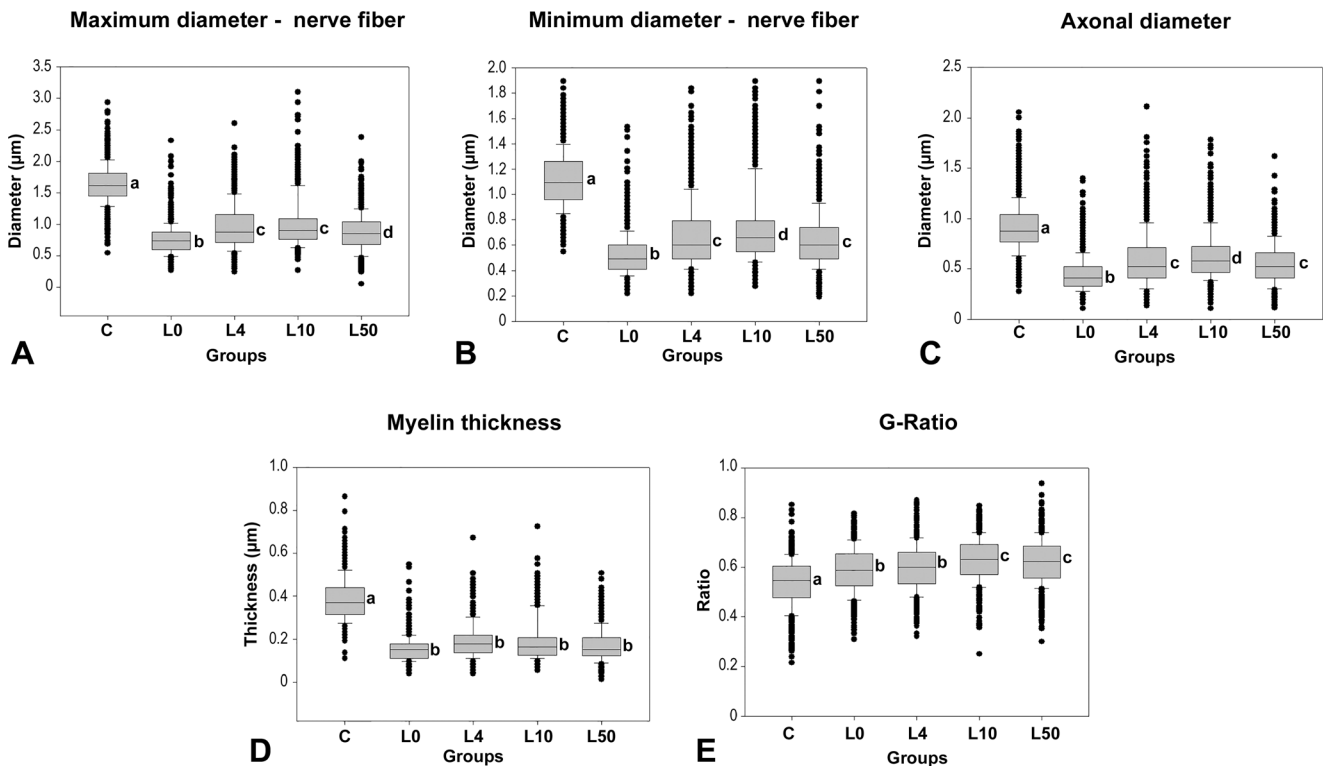 Maximum diameter - nerve fiber
Diameter (µm)
3.5
3.0
2.5
2.0
1.5
1.0
0.5
0
a
b
c
c
d
C L0 L4 L10 L50
Groups
A
Minimum diameter - nerve fiber
Diameter (µm)
2.0
1.8
1.6
1.4
1.2
1.0
0.8
0.6
0.4
0.2
0
a
b
c
d
c
C L0 L4 L10 L50
Groups
B
Axonal diameter
Diameter (µm)
2.5
2.0
1.5
1.0
0.5
0
a
b
c
d
c
C L0 L4 L10 L50
Groups
C
Myelin thickness
Thickness (µm)
1.0
0.8
0.6
0.4
0.2
0
a
b
b
b
b
C L0 L4 L10 L50
Groups
D
G-Ratio
Ratio
1.0
0.8
0.6
0.4
0.2
0
a
b
b
c
c
C L0 L4 L10 L50
Groups
E